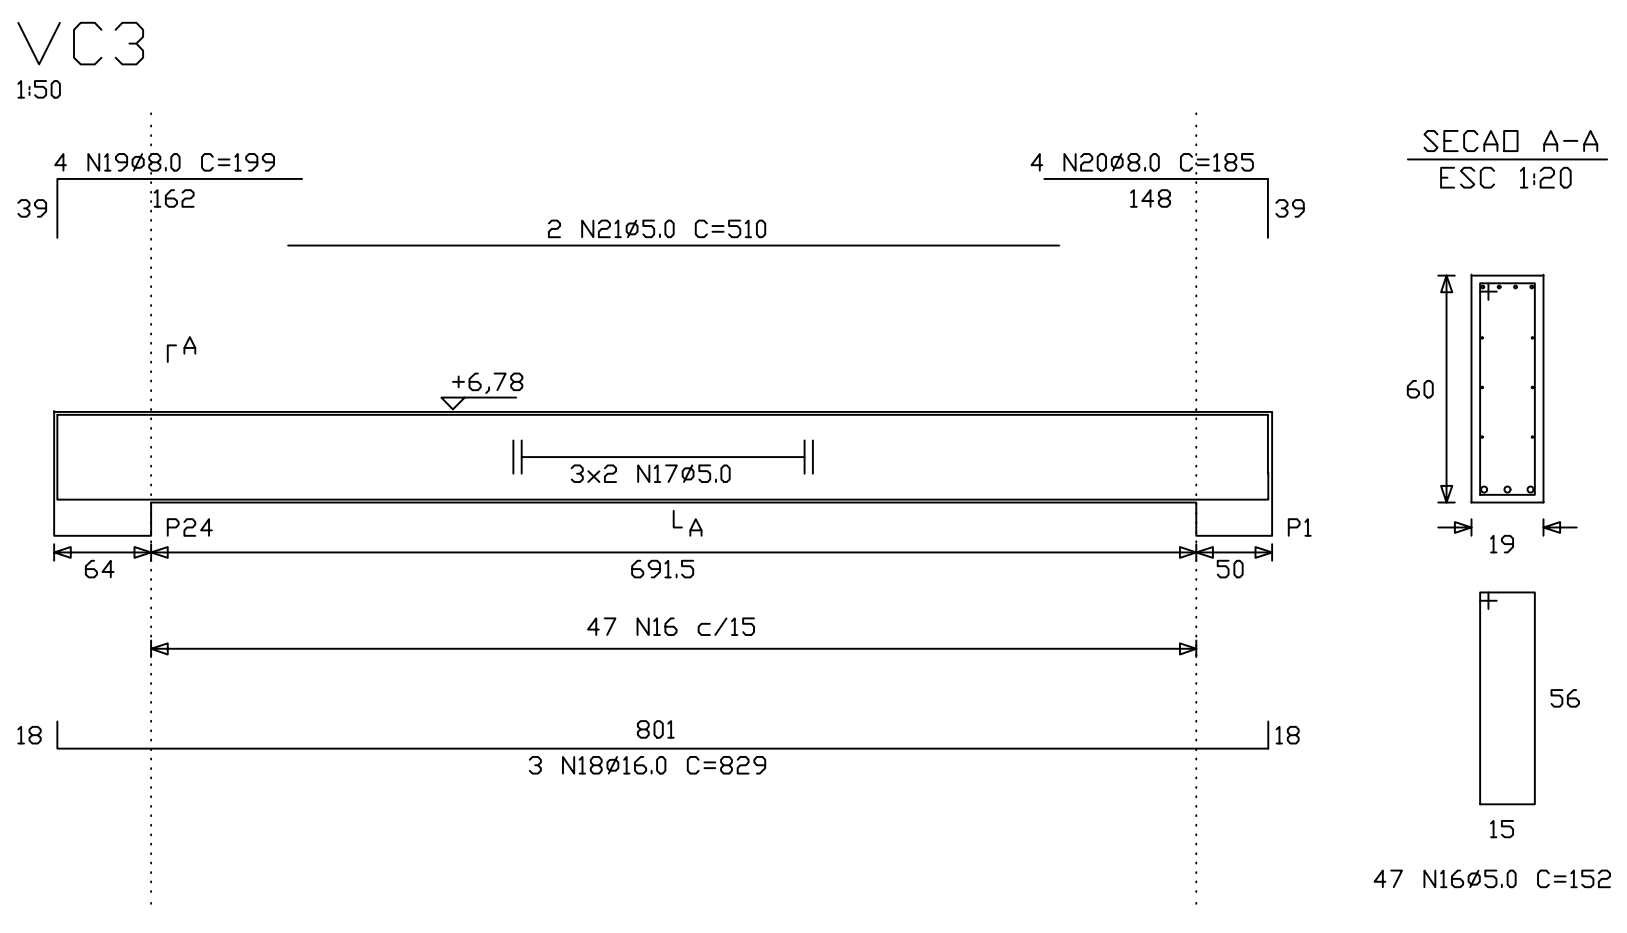 VC3
1:50
4 N19ø8.0 C=199
39
162
2 N21ø5.0 C=510
4 N20ø8.0 C=185
148
39
SECAO A-A
ESC 1:20
A
+6,78
3x2 N17ø5.0
P24
A
P1
64
691.5
50
60
19
47 N16 c/15
56
15
47 N16ø5.0 C=152
18
801
18
3 N18ø16.0 C=829